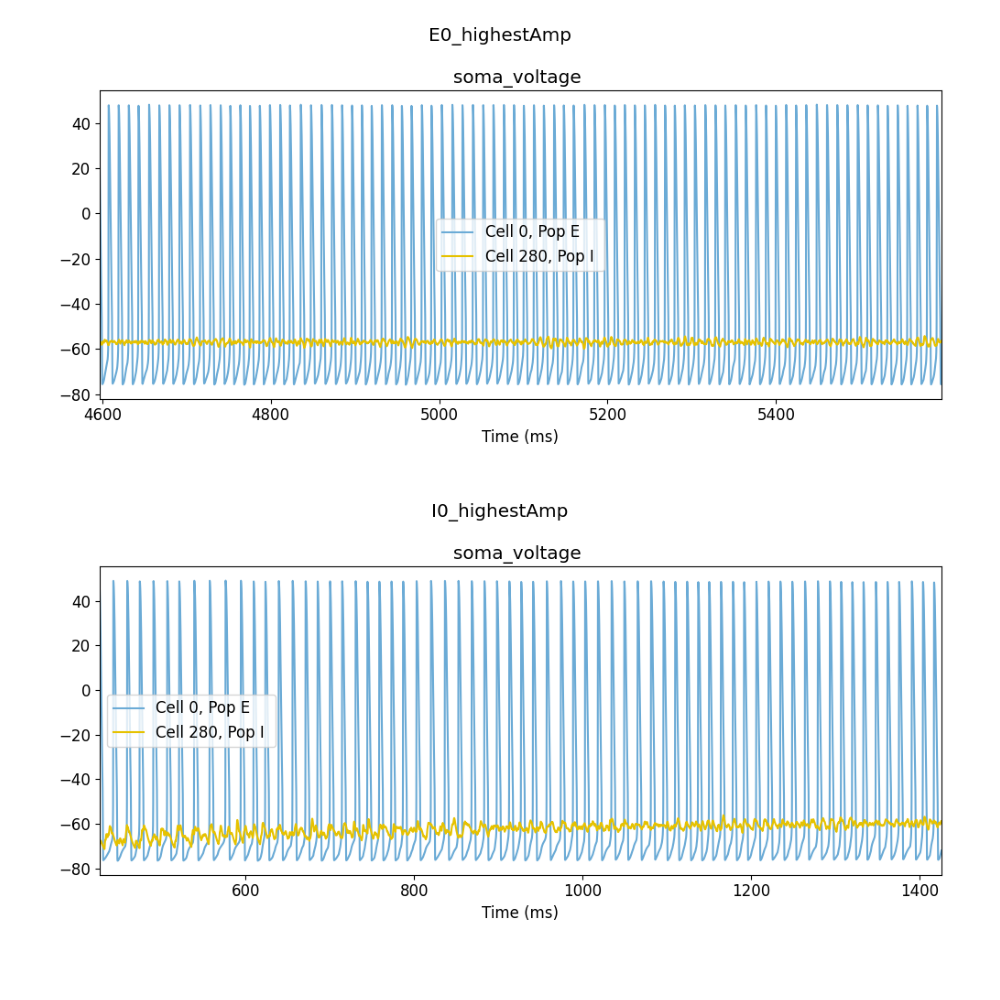 E0_highestAmp
soma_voltage
40
20
0
−20
−40
−60
−80
Cell 0, Pop E
Cell 280, Pop I
4600 4800 5000 5200 5400
Time (ms)
I0_highestAmp
soma_voltage
40
20
0
−20
−40
−60
−80
Cell 0, Pop E
Cell 280, Pop I
600 800 1000 1200 1400
Time (ms)